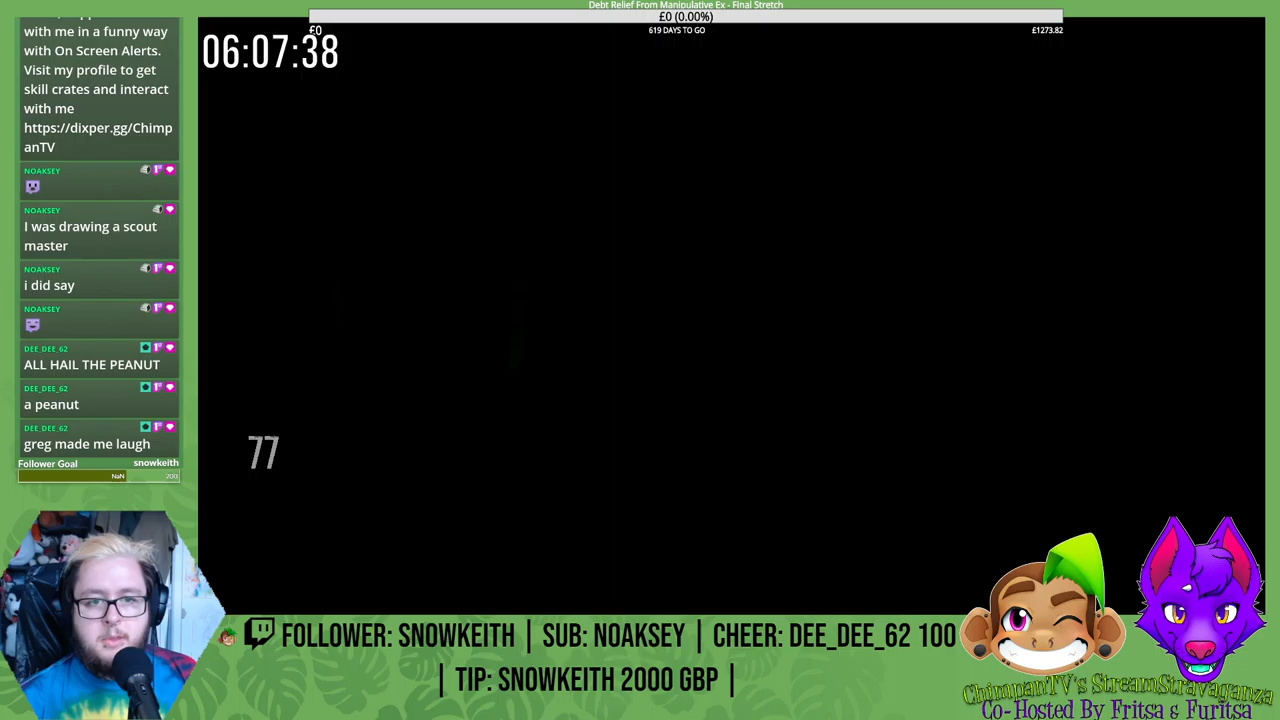 Debt Relief From Manipulative Ex - Final Stretch
£0 (0.00%)
£0
619 DAYS TO GO
£1273.82
06:07:38
with me in a funny way
with On Screen Alerts.
Visit my profile to get
skill crates and interact
with me
https://dixper.gg/Chimp
anTV
NOAKSEY
NOAKSEY
I was drawing a scout
master
NOAKSEY
i did say
NOAKSEY
DEE_DEE_62
ALL HAIL THE PEANUT
DEE_DEE_62
a peanut
DEE_DEE_62
greg made me laugh
Follower Goal snowkeith
NaN 200
77
FOLLOWER: SNOWKEITH | SUB: NOAKSEY | CHEER: DEE_DEE_62 100
| TIP: SNOWKEITH 2000 GBP |
ChimpanTV's StreamStravaganza
Co-Hosted By Fritsa & Furitsa